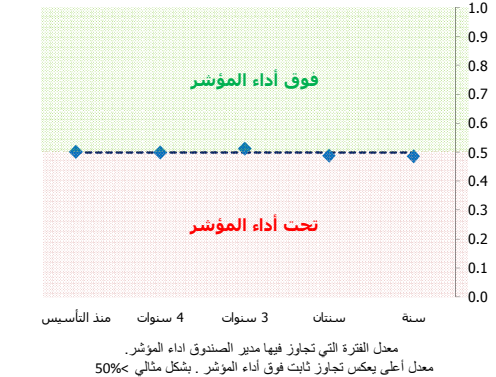 1.0
0.9
0.8
فوق أداء المؤشر
0.7
0.6
0.5
0.4
0.3
تحت أداء المؤشر
0.2
0.1
0.0
سنة
سنتان
3 سنوات
4 سنوات
منذ التأسيس
معدل الفترة التي تجاوز فيها مدير الصندوق اداء المؤشر.
معدل أعلى يعكس تجاوز ثابت فوق أداء المؤشر . بشكل مثالي >50%